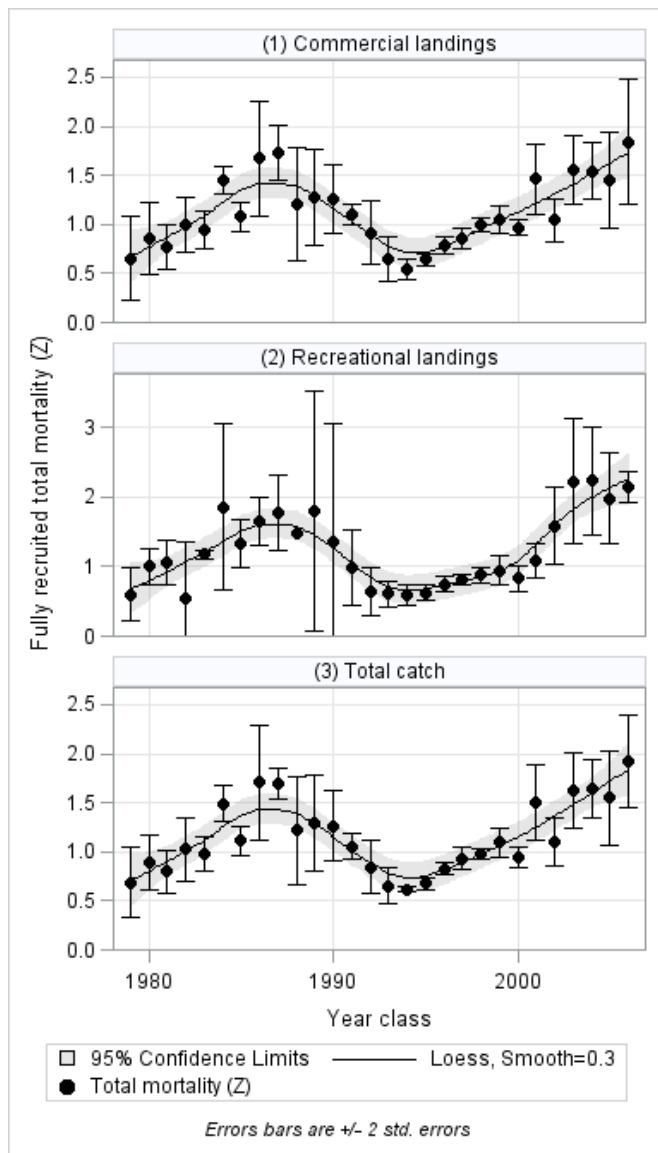 (1) Commercial landings
2.5
2.0
1.5
1.0
0.5
0.0
Fully recruited total mortality (Z)
(2) Recreational landings
3
2
1
0
(3) Total catch
2.5
2.0
1.5
1.0
0.5
0.0
1980 1990 2000
Year class
95% Confidence Limits Loess, Smooth=0.3
Total mortality (Z)
Errors bars are +/- 2 std. errors